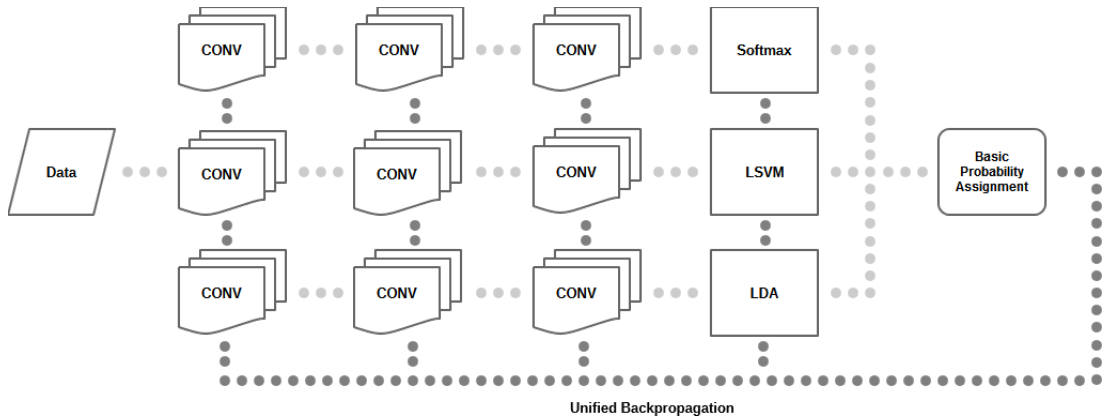 CONV
CONV
CONV
Softmax
Data
CONV
CONV
CONV
LSVM
Basic
Probability
Assignment
CONV
CONV
CONV
LDA
Unified Backpropagation